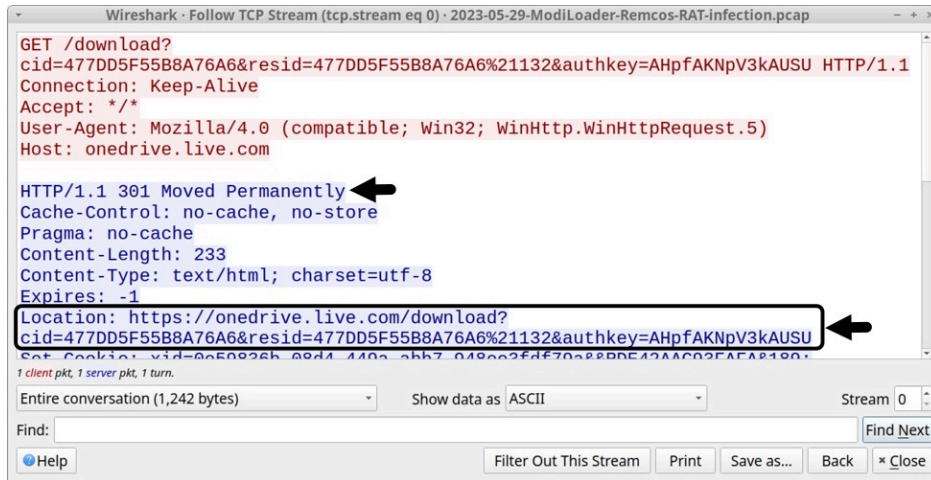 Wireshark · Follow TCP Stream (tcp.stream eq 0) · 2023-05-29-ModiLoader-Remcos-RAT-infection.pcap
GET /download?
cid=477DD5F55B8A76A6&resid=477DD5F55B8A76A6%21132&authkey=AHpfAKNpV3kAUSU HTTP/1.1
Connection: Keep-Alive
Accept: */*
User-Agent: Mozilla/4.0 (compatible; Win32; WinHttp.WinHttpRequest.5)
Host: onedrive.live.com
HTTP/1.1 301 Moved Permanently
Cache-Control: no-cache, no-store
Pragma: no-cache
Content-Length: 233
Content-Type: text/html; charset=utf-8
Expires: -1
Location: https://onedrive.live.com/download?
cid=477DD5F55B8A76A6&resid=477DD5F55B8A76A6%21132&authkey=AHpfAKNpV3kAUSU
Set-Cookie:
1 client pkt, 1 server pkt, 1 turn.
Entire conversation (1,242 bytes) Show data as ASCII Stream 0
Find: Find Next
Help Filter Out This Stream Print Save as... Back × Close